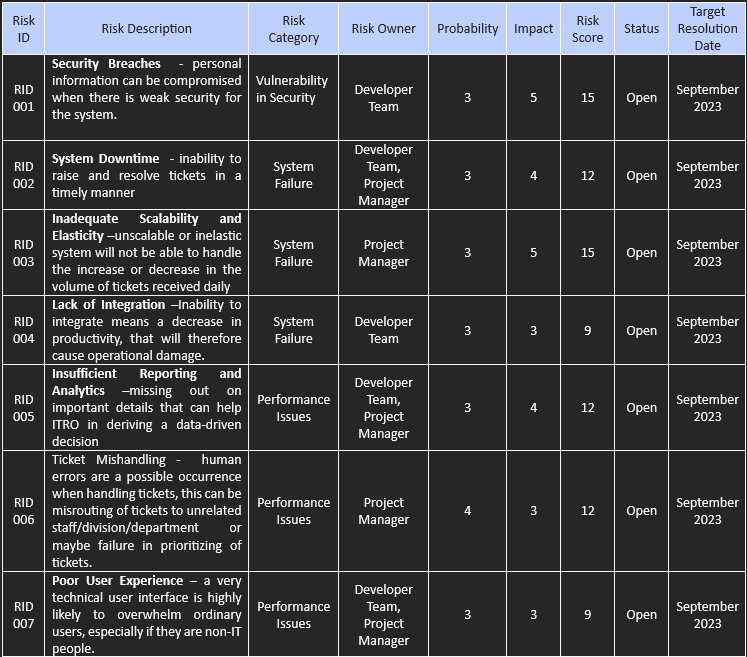 Risk ID
Risk Description
Risk Category
Risk Owner
Probability
Impact
Risk Score
Status
Target Resolution Date
RID 001
Security Breaches - personal
information can be compromised
when there is weak security for
the system.
Vulnerability in Security
Developer Team
3
5
15
Open
September 2023
RID 002
System Downtime - inability to
raise and resolve tickets in a
timely manner
System Failure
Developer Team, Project Manager
3
4
12
Open
September 2023
RID 003
Inadequate Scalability and
Elasticity –unscalable or inelastic
system will not be able to handle
the increase or decrease in the
volume of tickets received daily
System Failure
Project Manager
3
5
15
Open
September 2023
RID 004
Lack of Integration –Inability to
integrate means a decrease in
productivity, that will therefore
cause operational damage.
System Failure
Developer Team
3
3
9
Open
September 2023
RID 005
Insufficient Reporting and
Analytics –missing out on
important details that can help
ITRO in deriving a data-driven
decision
Performance Issues
Developer Team, Project Manager
3
4
12
Open
September 2023
RID 006
Ticket Mishandling - human
errors are a possible occurrence
when handling tickets, this can be
misrouting of tickets to unrelated
staff/division/department or
maybe failure in prioritizing of
tickets.
Performance Issues
Project Manager
4
3
12
Open
September 2023
RID 007
Poor User Experience – a very
technical user interface is highly
likely to overwhelm ordinary
users, especially if they are non-IT
people.
Performance Issues
Developer Team, Project Manager
3
3
9
Open
September 2023